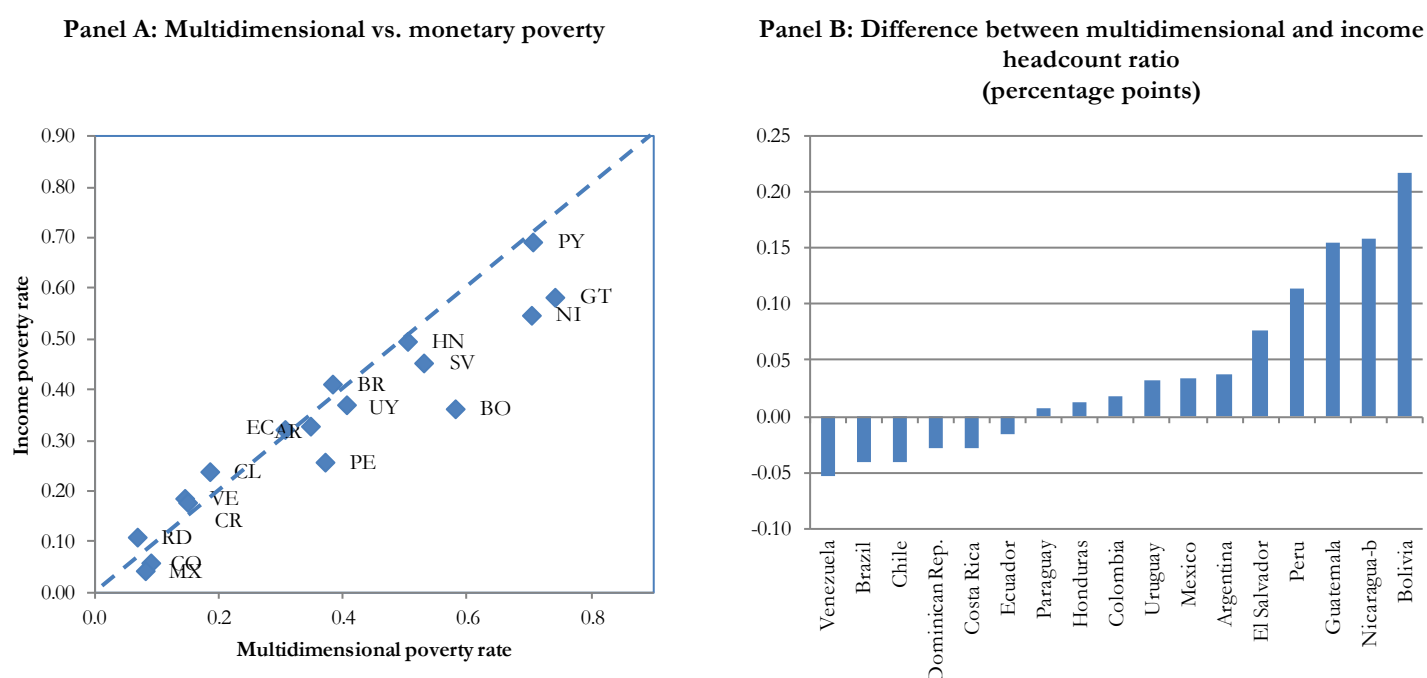 Panel A: Multidimensional vs. monetary poverty
0.90
0.80
0.70
0.60
0.50
0.40
0.30
0.20
0.10
0.00
Income poverty rate
PY
GT
NI
HN
SV
BR
UY
BO
EC
AR
PE
CL
VE
CR
RD
CO
MX
0.0
0.2
0.4
0.6
0.8
Multidimensional poverty rate
Panel B: Difference between multidimensional and income
headcount ratio
(percentage points)
0.25
0.20
0.15
0.10
0.05
0.00
-0.05
-0.10
Venezuela
Brazil
Chile
Dominican Rep.
Costa Rica
Ecuador
Paraguay
Honduras
Colombia
Uruguay
Mexico
Argentina
El Salvador
Peru
Guatemala
Nicaragua-b
Bolivia